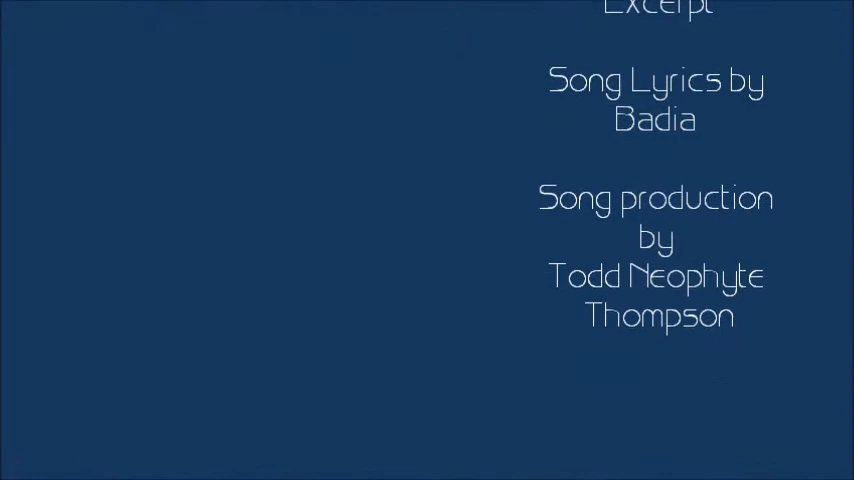 Excerpt
Song Lyrics by
Badia
Song production
by
Todd Neophyte
Thompson